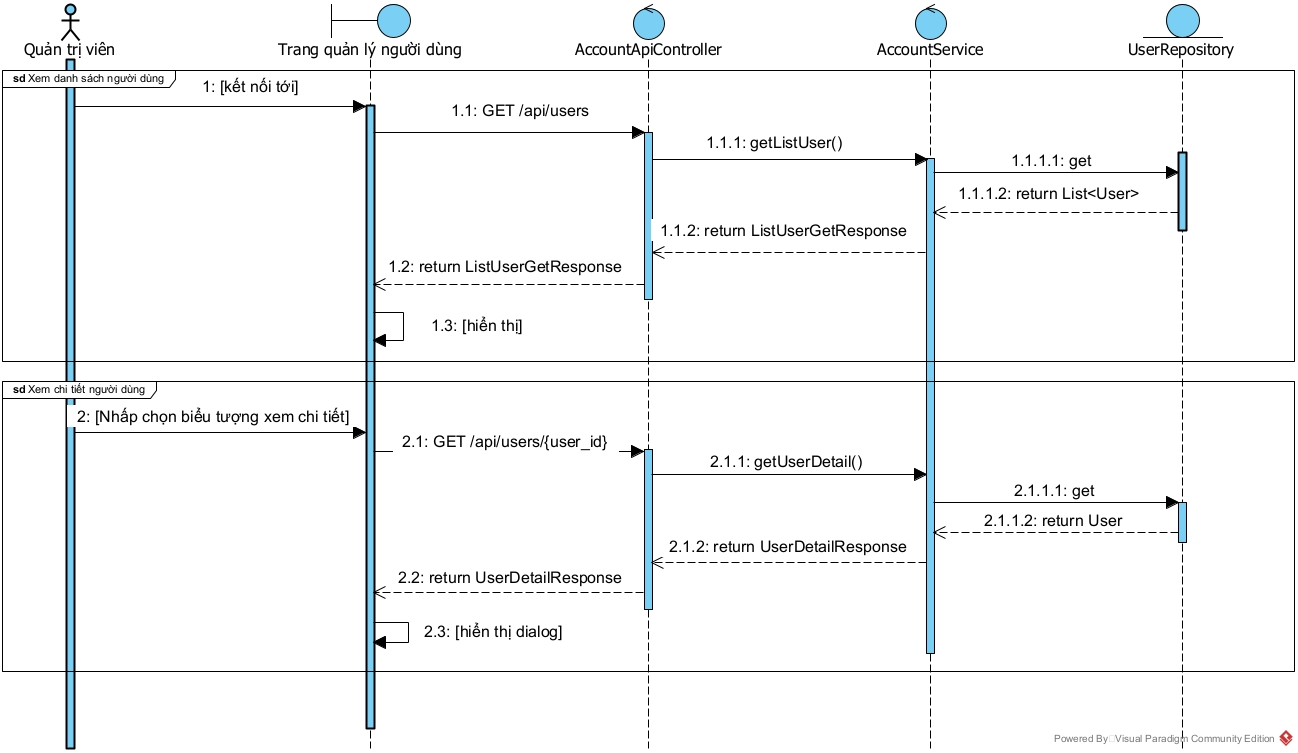 Quản trị viên
Trang quản lý người dùng
AccountApiController
AccountService
UserRepository
sd Xem danh sách người dùng
1: [kết nối tới]
1.1: GET /api/users
1.1.1: getListUser()
1.1.1.1: get
1.1.1.2: return List<User>
1.1.2: return ListUserGetResponse
1.2: return ListUserGetResponse
1.3: [hiển thị]
sd Xem chi tiết người dùng
2: [Nhấp chọn biểu tượng xem chi tiết]
2.1: GET /api/users/{user_id}
2.1.1: getUserDetail()
2.1.1.1: get
2.1.1.2: return User
2.1.2: return UserDetailResponse
2.2: return UserDetailResponse
2.3: [hiển thị dialog]
Powered By Visual Paradigm Community Edition